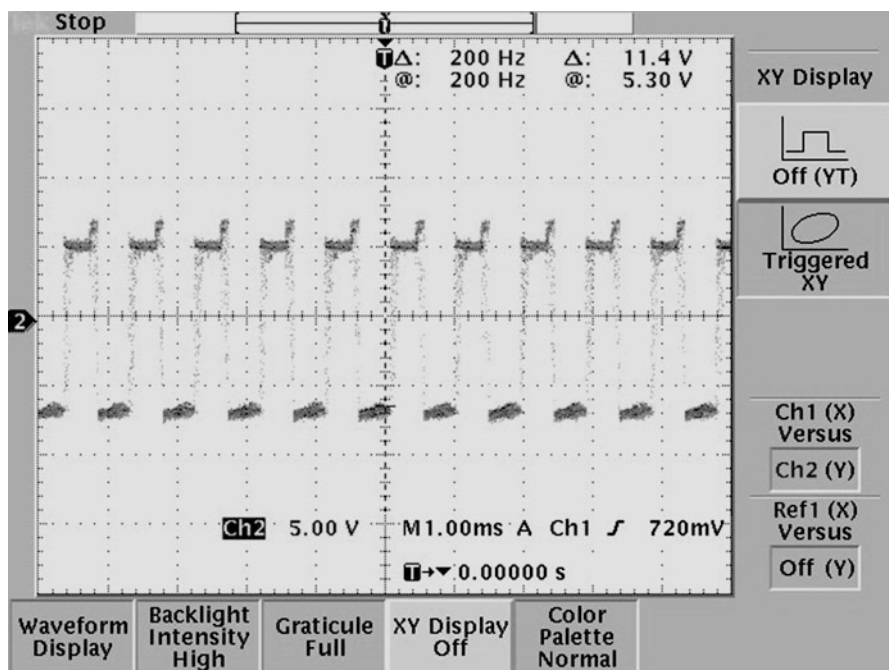 Tek Stop
Δ: 200 Hz Δ: 11.4 V
@: 200 Hz @: 5.30 V
XY Display
Off (YT)
Triggered
XY
2
Ch1 (X)
Versus
Ch2 (Y)
Ref1 (X)
Versus
Off (Y)
Ch2 5.00 V M1.00ms A Ch1 720mV
T→▼ 0.00000 s
Waveform
Display
Backlight
Intensity
High
Graticule
Full
XY Display
Off
Color
Palette
Normal